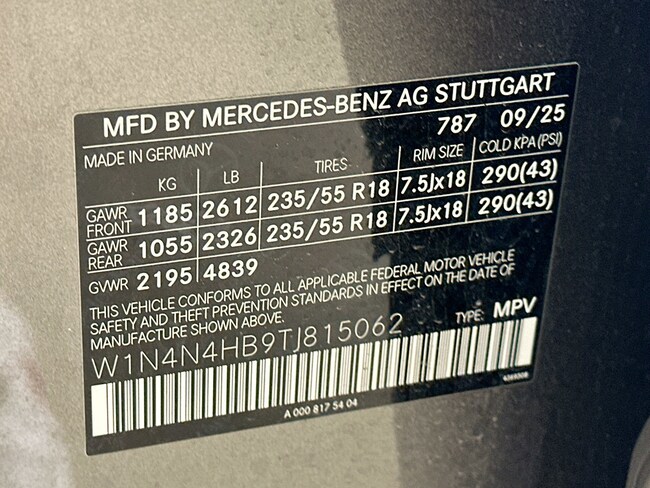 MFD BY MERCEDES-BENZ AG STUTTGART
787 09/25
MADE IN GERMANY
KG LB TIRES RIM SIZE COLD KPA (PSI)
GAWR FRONT 1185 2612 235/55 R18 7.5Jx18 290(43)
GAWR REAR 1055 2326 235/55 R18 7.5Jx18 290(43)
GVWR 2195 4839
THIS VEHICLE CONFORMS TO ALL APPLICABLE FEDERAL MOTOR VEHICLE
SAFETY AND THEFT PREVENTION STANDARDS IN EFFECT ON THE DATE OF
MANUFACTURE SHOWN ABOVE.
W1N4N4HB9TJ815062 TYPE: MPV
A 000 817 54 04